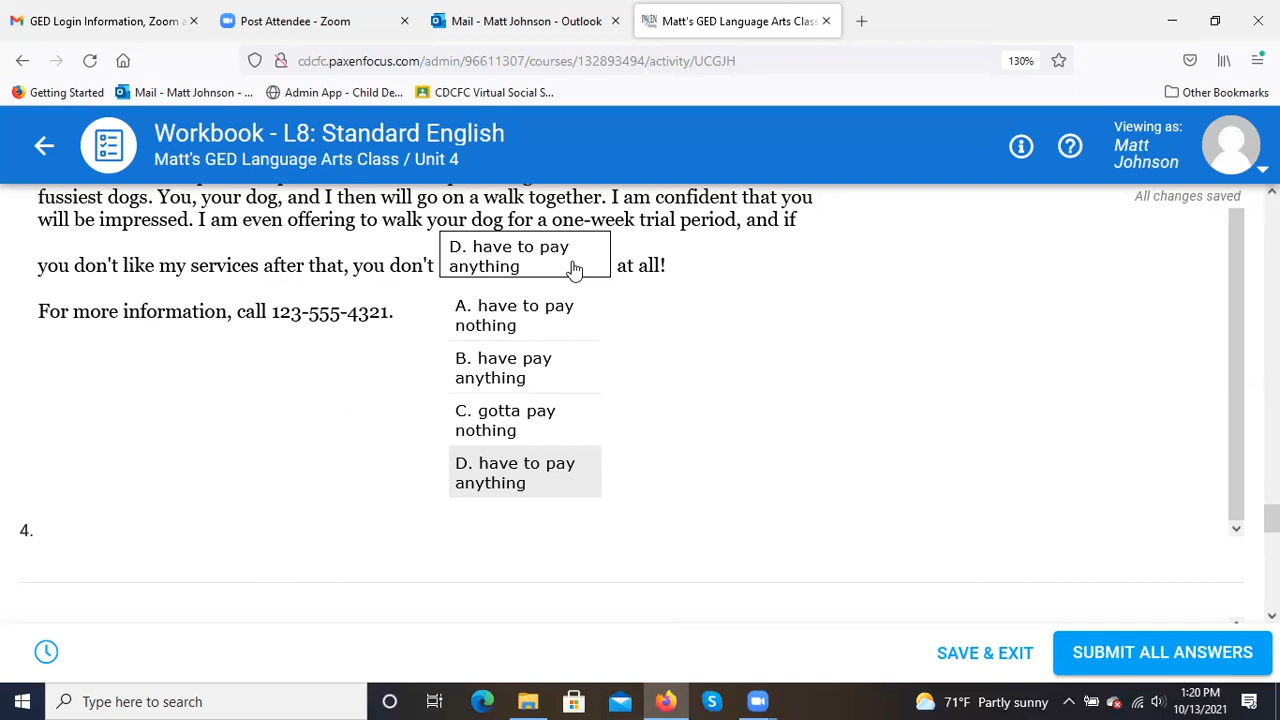 GED Login Information, Zoom a
Post Attendee - Zoom
Mail - Matt Johnson - Outlook
PAXEN
Matt's GED Language Arts Class
cdcfc.paxenfocus.com/admin/96611307/courses/132893494/activity/UCGJH
130%
Getting Started
Mail - Matt Johnson - ...
Admin App - Child De...
CDCFC Virtual Social S...
Other Bookmarks
Workbook - L8: Standard English
Matt's GED Language Arts Class / Unit 4
Viewing as:
Matt
Johnson
All changes saved
fussiest dogs. You, your dog, and I then will go on a walk together. I am confident that you
will be impressed. I am even offering to walk your dog for a one-week trial period, and if
you don't like my services after that, you don't
D. have to pay
anything
at all!
For more information, call 123-555-4321.
A. have to pay
nothing
B. have pay
anything
C. gotta pay
nothing
D. have to pay
anything
4.
SAVE & EXIT
SUBMIT ALL ANSWERS
Type here to search
71°F Partly sunny
1:20 PM
10/13/2021